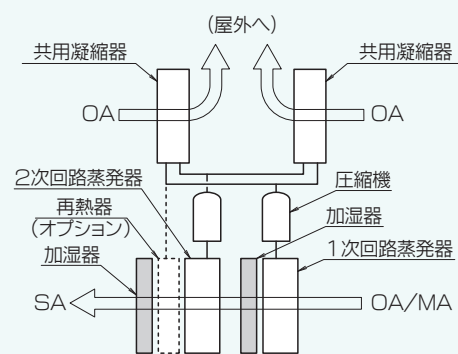 (屋外へ)
共用凝縮器
共用凝縮器
OA
OA
2次回路蒸発器
再熱器
(オプション)
加湿器
圧縮機
加湿器
1次回路蒸発器
SA
OA/MA